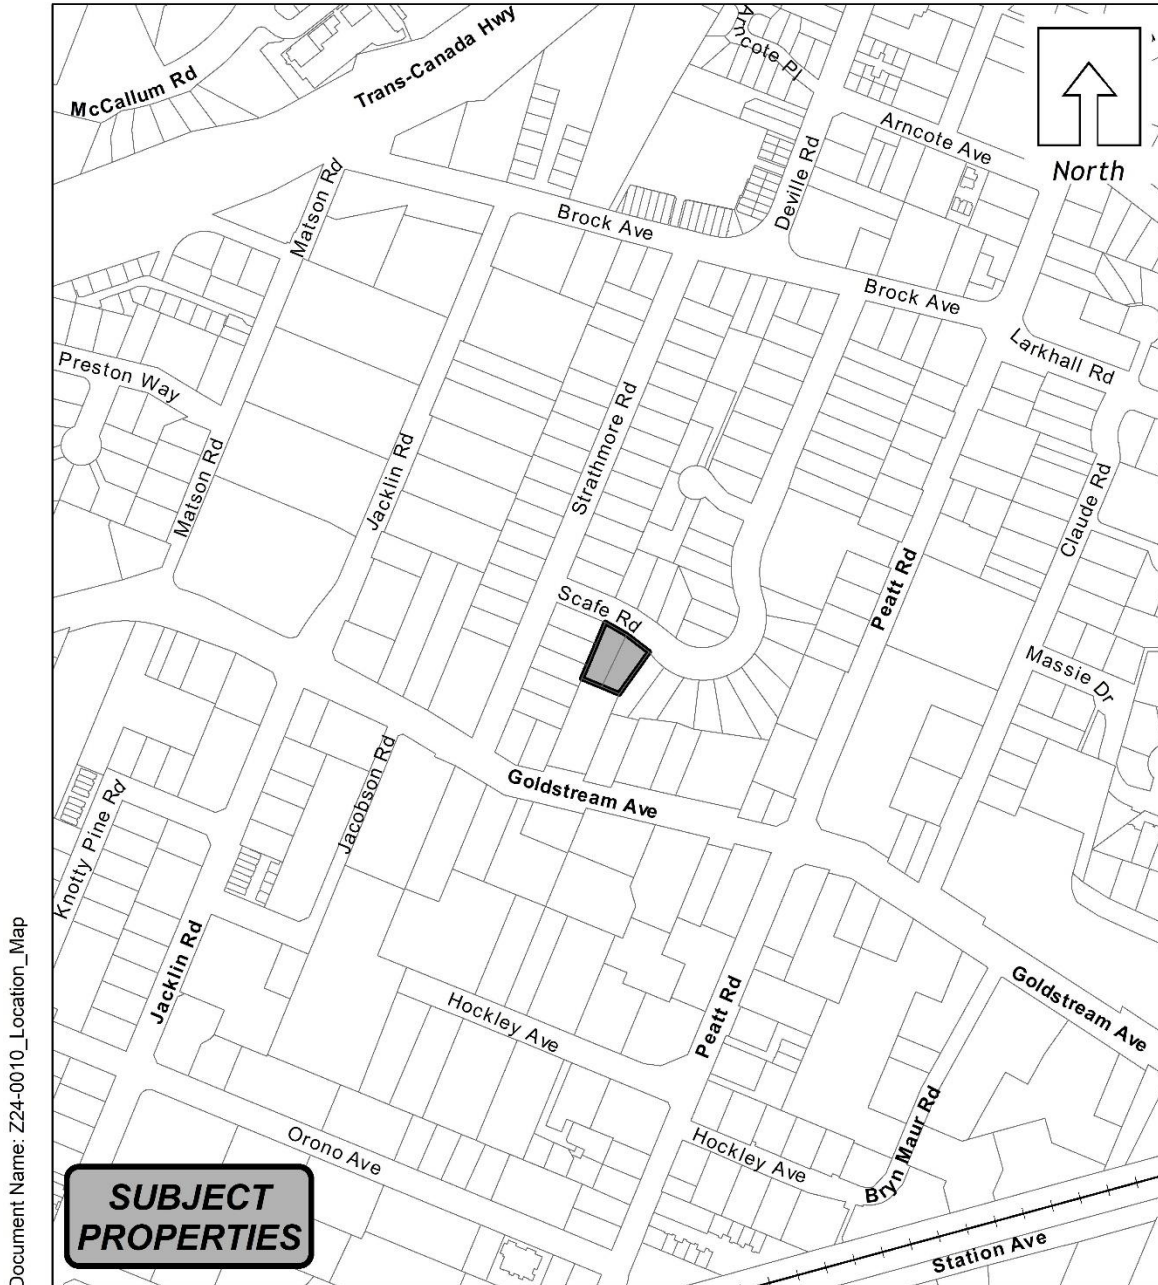 McCallum Rd
Trans-Canada Hwy
Arncote Pl
Arncote Ave
North
Matson Rd
Deville Rd
Brock Ave
Brock Ave
Larkhall Rd
Preston Way
Strathmore Rd
Matson Rd
Jacklin Rd
Claude Rd
Peatt Rd
Scafe Rd
Massie Dr
Goldstream Ave
Jacobson Rd
Knotty Pine Rd
Jacklin Rd
Hockley Ave
Peatt Rd
Goldstream Ave
Orono Ave
Hockley Ave
Bryn Maur Rd
Station Ave
SUBJECT
PROPERTIES
Document Name: Z24-0010_Location_Map